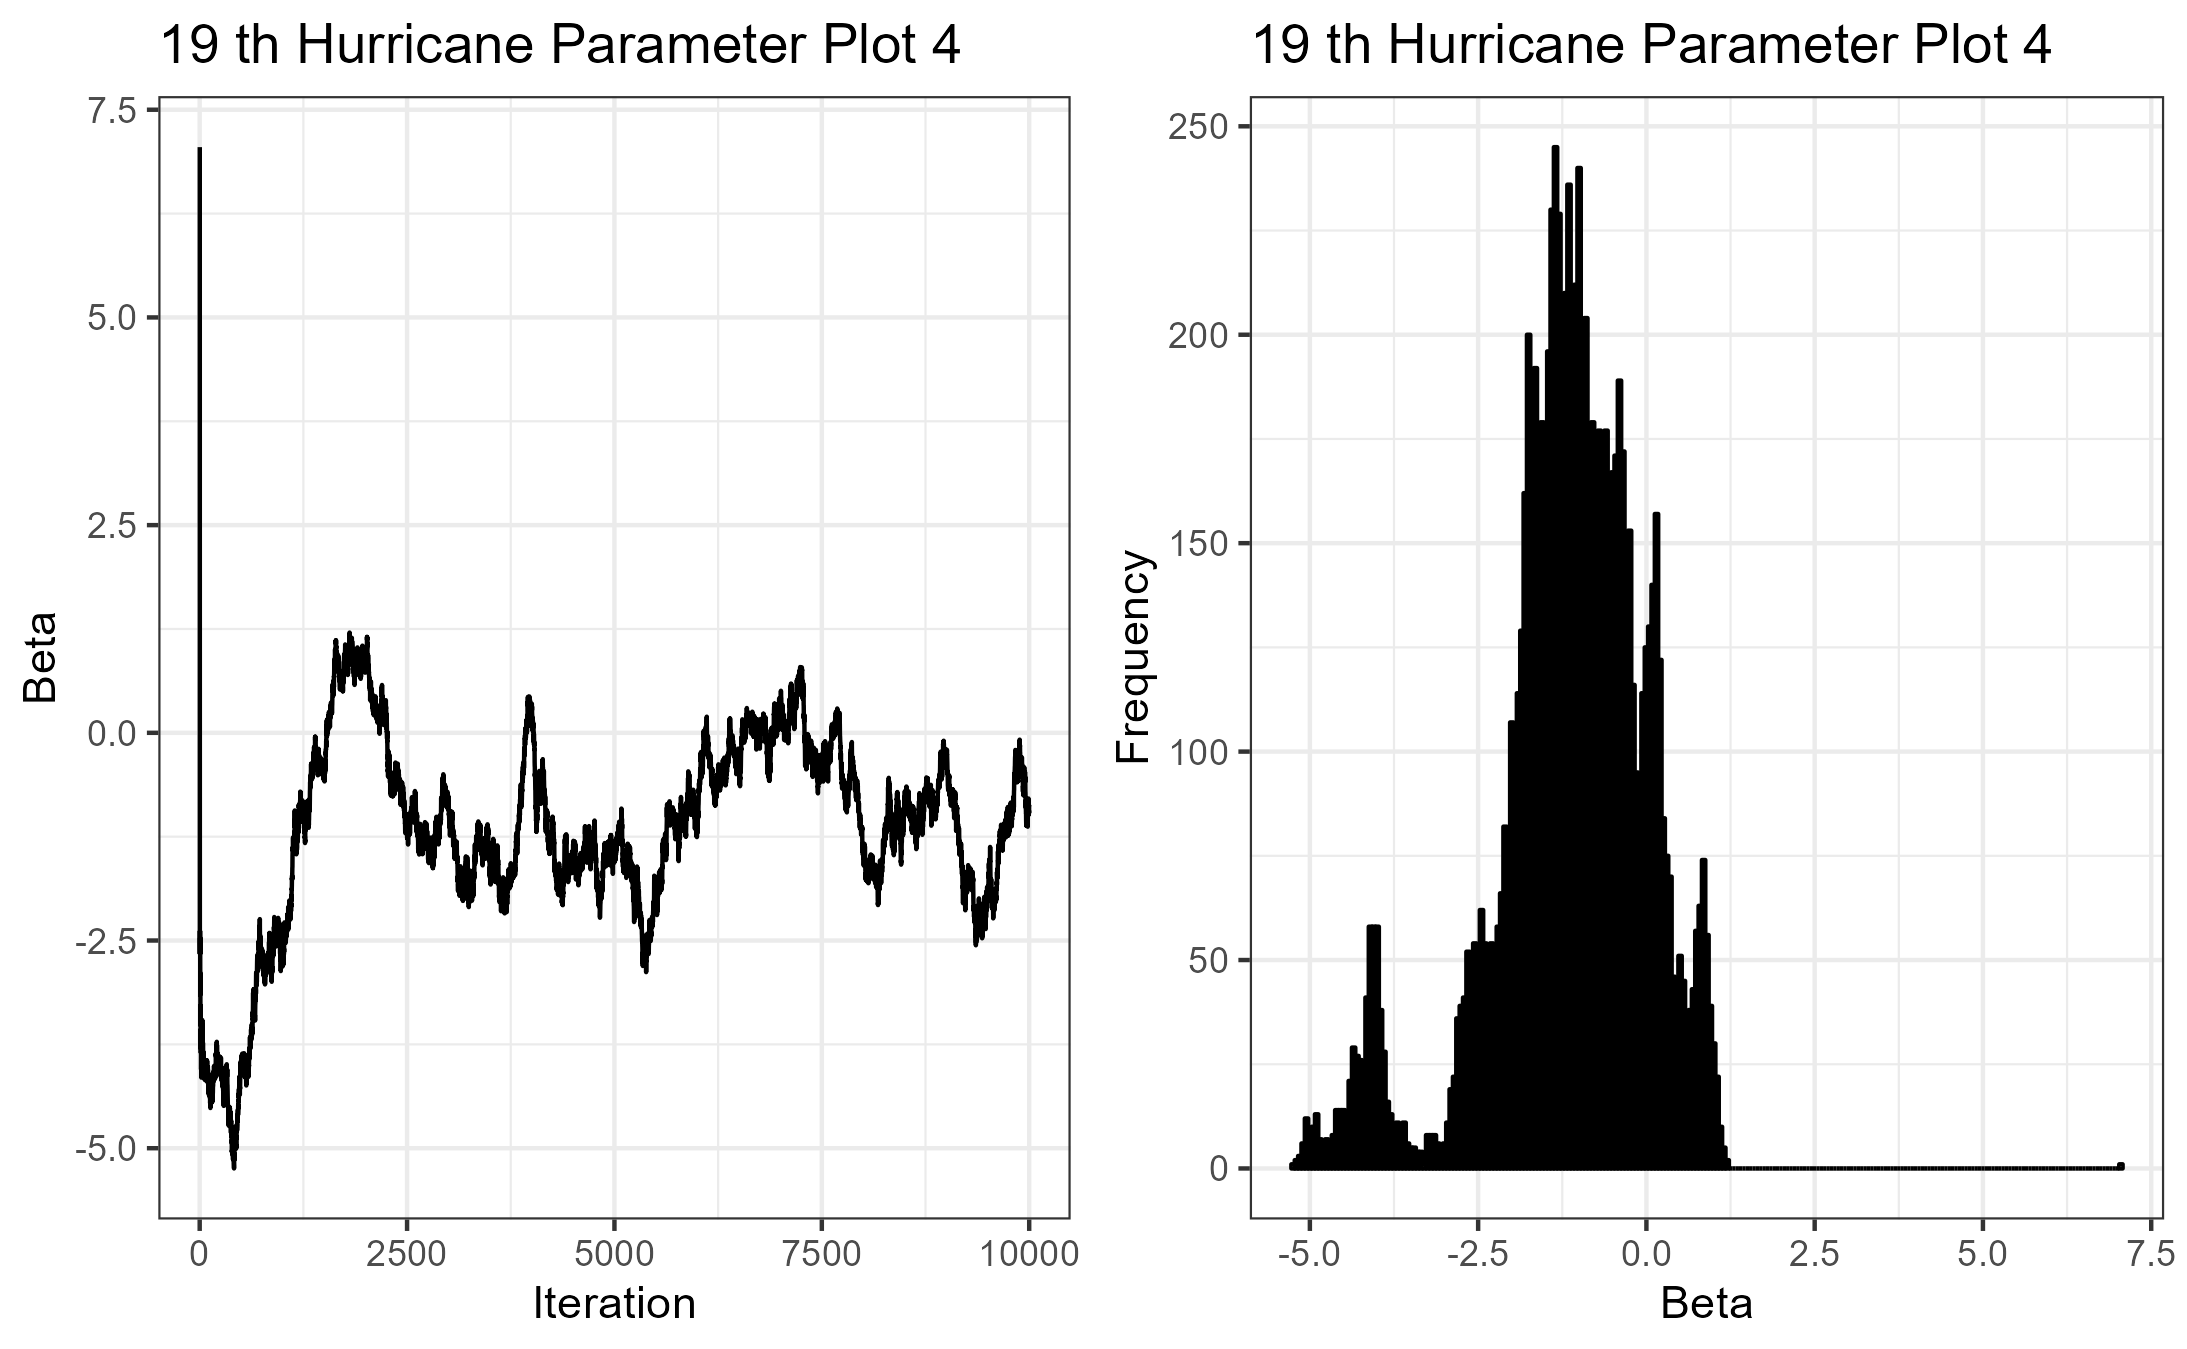 19 th Hurricane Parameter Plot 4
7.5
5.0
2.5
0.0
-2.5
-5.0
Beta
0 2500 5000 7500 10000
Iteration
19 th Hurricane Parameter Plot 4
250
200
150
100
50
0
Frequency
-5.0 -2.5 0.0 2.5 5.0 7.5
Beta